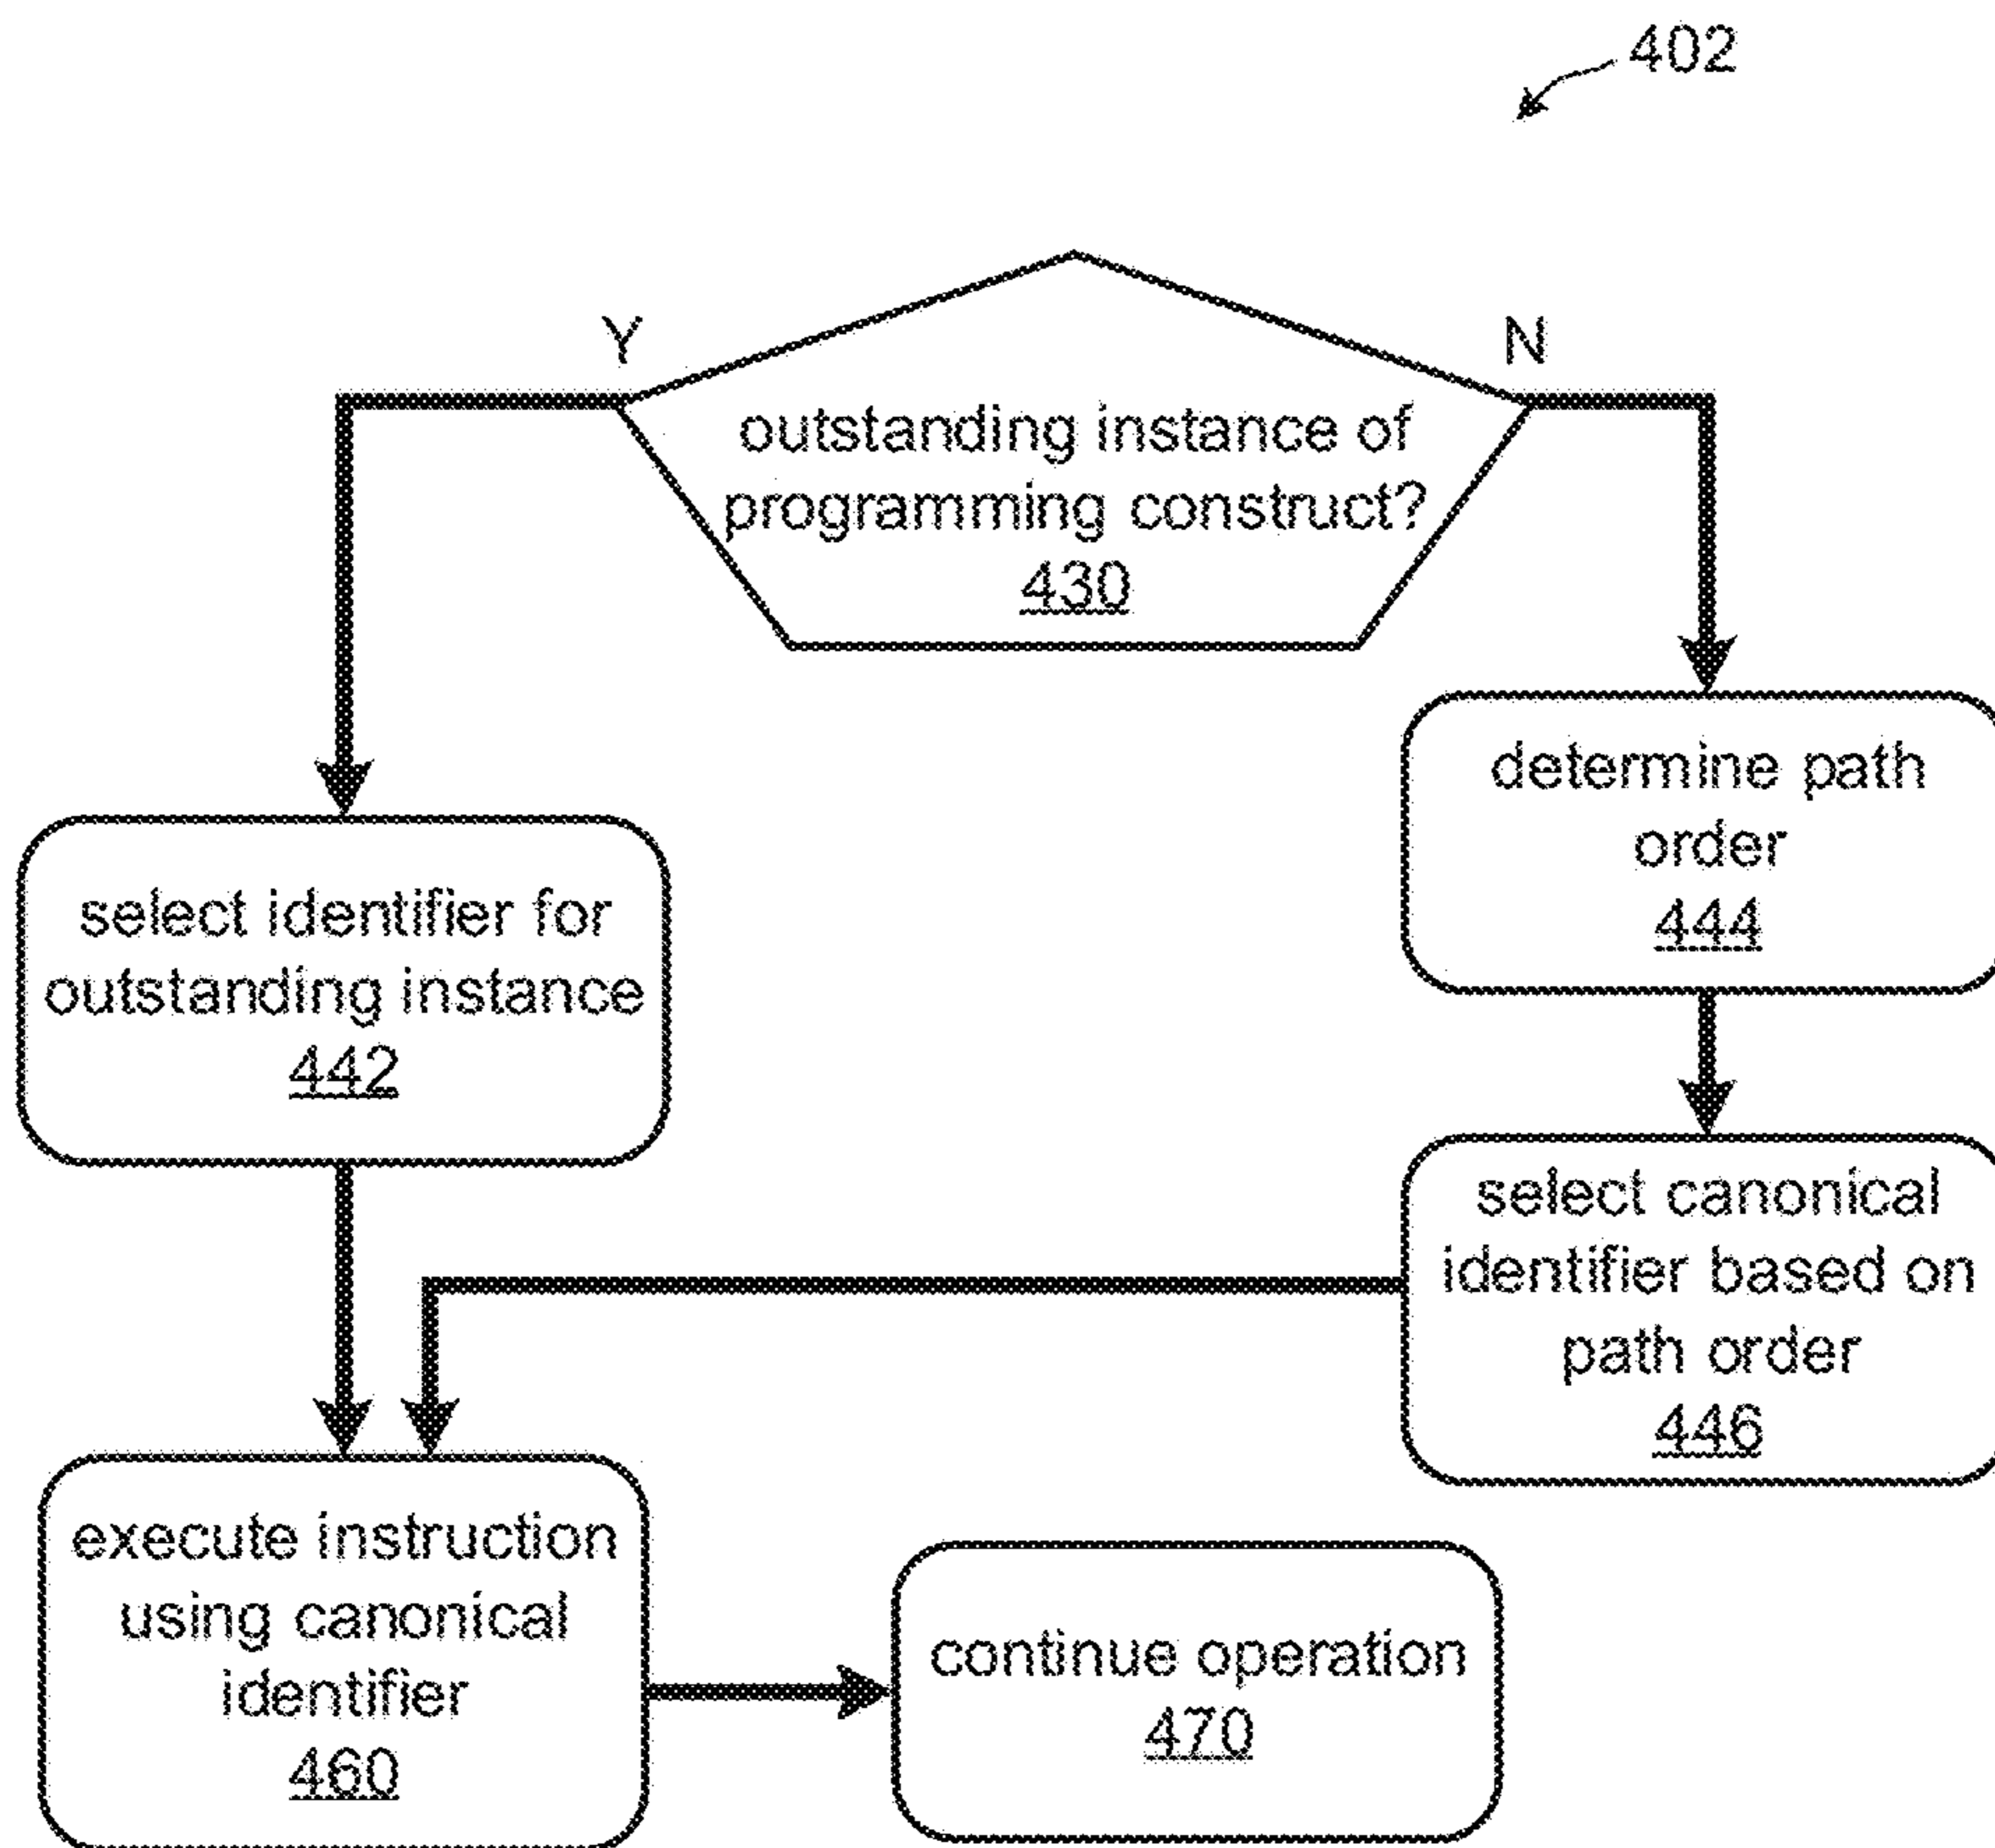 402
Y
N
outstanding instance of
programming construct?
430
determine path
order
444
select identifier for
outstanding instance
442
select canonical
identifier based on
path order
446
execute instruction
using canonical
identifier
460
continue operation
470